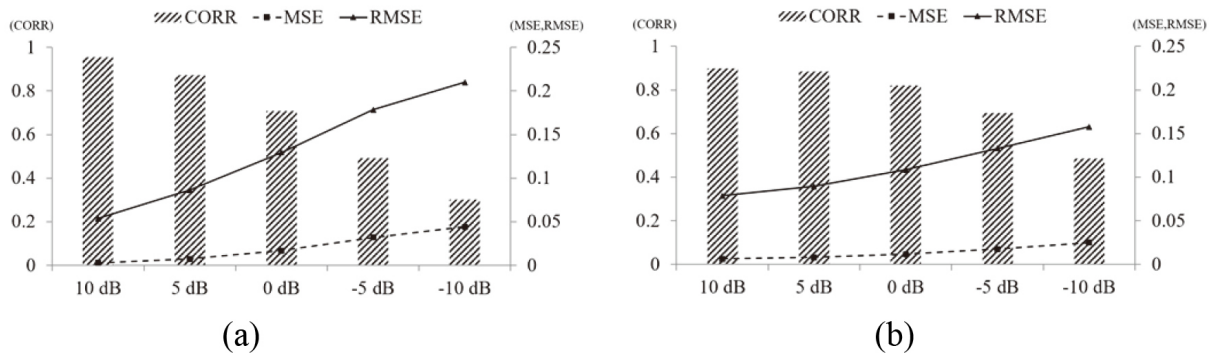 (CORR) CORR MSE RMSE (MSE,RMSE)
1 0.25
0.8 0.2
0.6 0.15
0.4 0.1
0.2 0.05
0 0
10 dB 5 dB 0 dB -5 dB -10 dB
(a)
(CORR) CORR MSE RMSE (MSE,RMSE)
1 0.25
0.8 0.2
0.6 0.15
0.4 0.1
0.2 0.05
0 0
10 dB 5 dB 0 dB -5 dB -10 dB
(b)